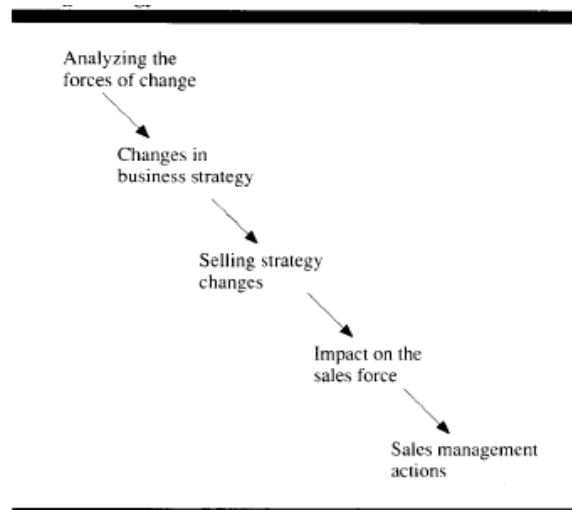 Analyzing the
forces of change
Changes in
business strategy
Selling strategy
changes
Impact on the
sales force
Sales management
actions